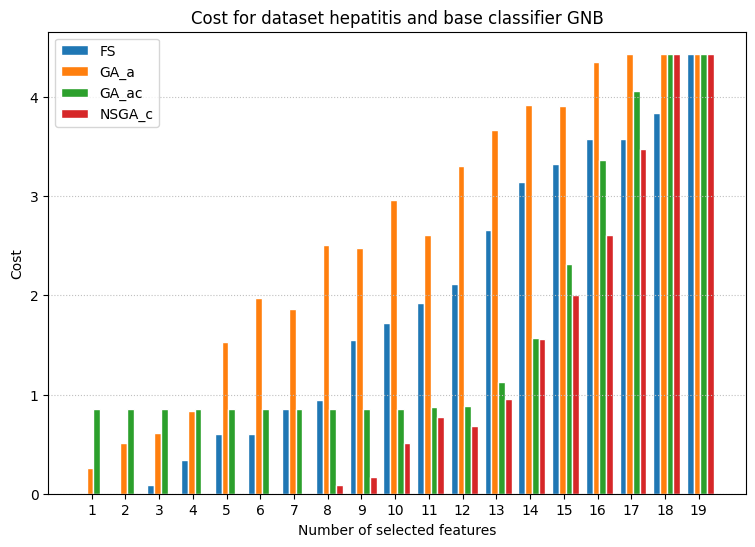 Cost for dataset hepatitis and base classifier GNB
FS
GA_a
GA_ac
NSGA_c
Cost
4
3
2
1
0
1 2 3 4 5 6 7 8 9 10 11 12 13 14 15 16 17 18 19
Number of selected features